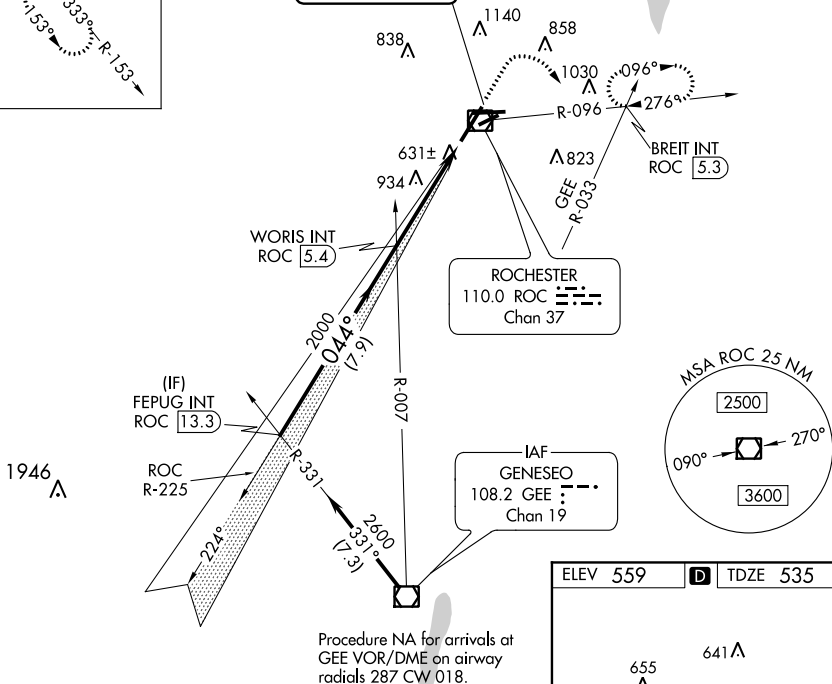 153°
333°
R-153
838
1140
858
1030
096°
276°
R-096
BREIT INT
ROC 5.3
823
GEE
R-033
631±
934
WORIS INT
ROC 5.4
ROCHESTER
110.0 ROC
Chan 37
2000
044°
(7.9)
R-007
(IF)
FEPUG INT
ROC 13.3
MSA ROC 25 NM
2500
090°
270°
3600
1946
ROC
R-225
R-331
224°
2600
331°
(7.3)
IAF
GENESEO
108.2 GEE
Chan 19
Procedure NA for arrivals at
GEE VOR/DME on airway
radials 287 CW 018.
ELEV 559 D TDZE 535
641
655